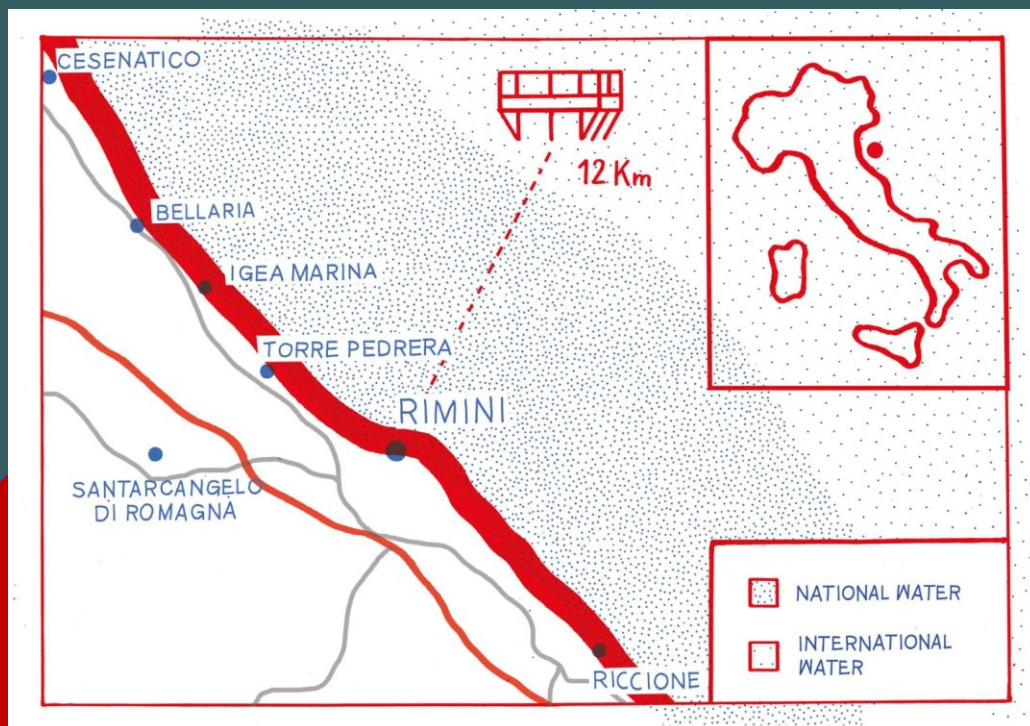 CESENATICO
12 Km
BELLARIA
IGEA MARINA
TORRE PEDRERA
RIMINI
SANTARCANGELO
DI ROMAGNA
NATIONAL WATER
INTERNATIONAL
WATER
RICCIONE